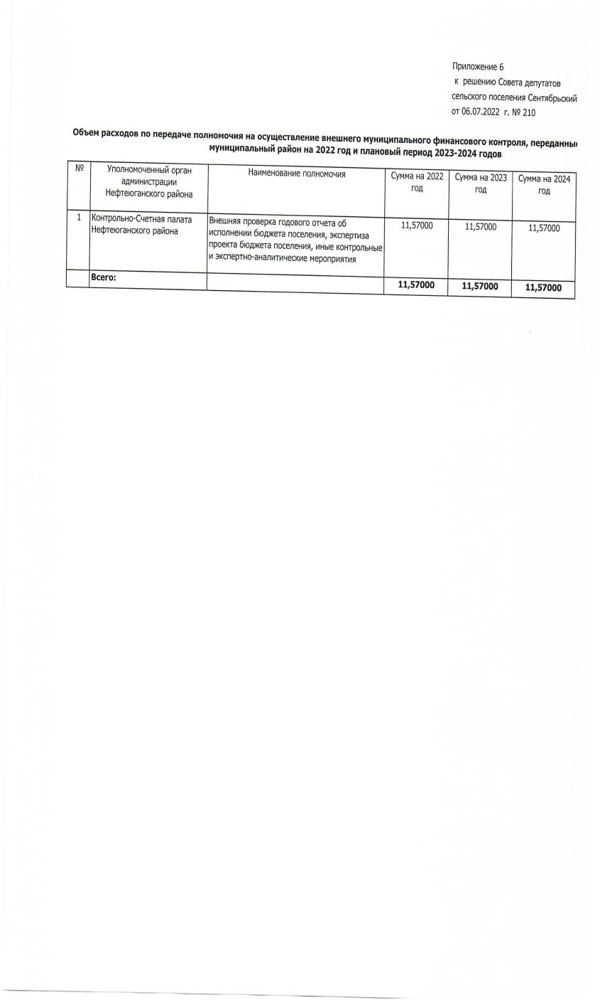 Приложение 6
к решению Совета депутатов
сельского поселения Сентябрьский
от 06.07.2022 г. № 210
Объем расходов по передаче полномочия на осуществление внешнего муниципального финансового контроля,
муниципальный район на 2022 год и плановый период 2023-2024 годов
№
Уполномоченный орган
администрации
Нефтеюганского района
Наименование полномочия
Сумма на 2022
год
Сумма на 2023
год
Сумма на 2024
год
1
Контрольно-Счетная палата
Нефтеюганского района
Внешняя проверка годового отчета об
исполнении бюджета поселения, экспертиза
проекта бюджета поселения, иные контрольные
и экспертно-аналитические мероприятия
11,57000
11,57000
11,57000
Всего:
11,57000
11,57000
11,57000